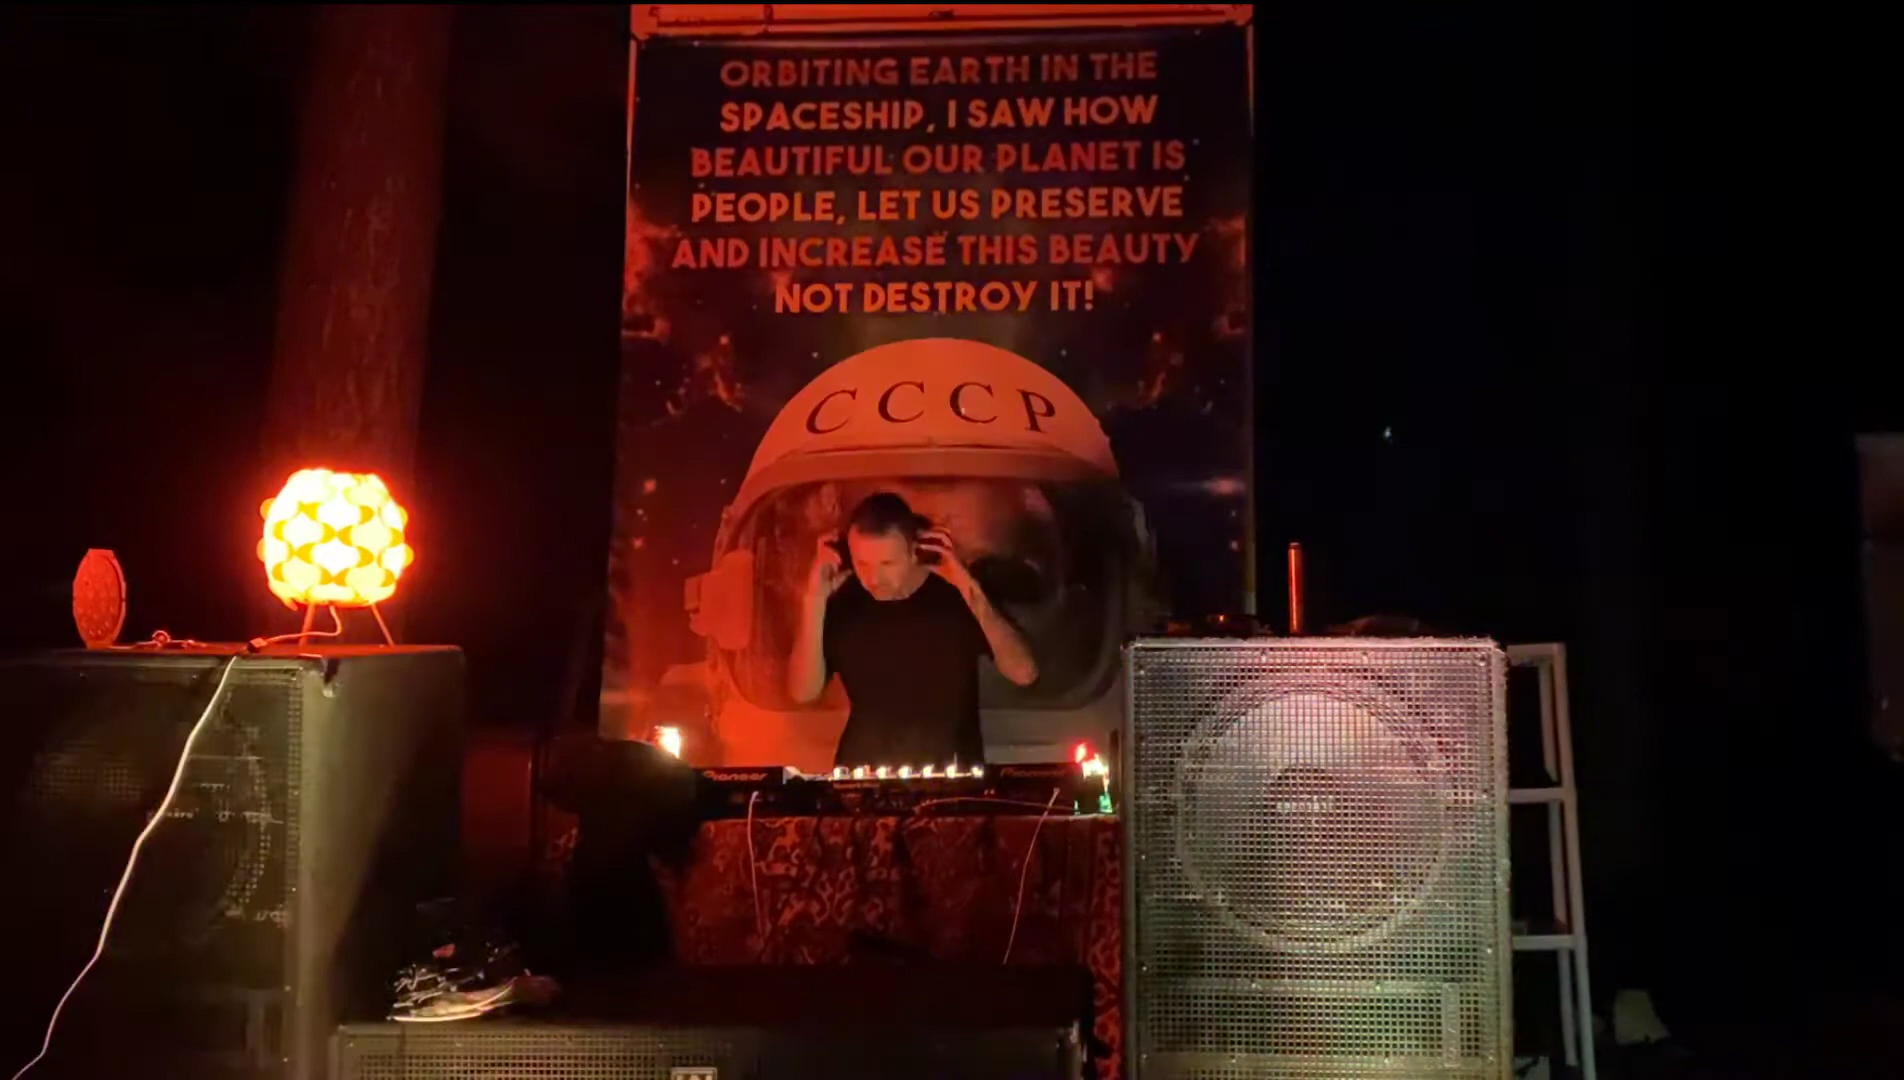 ORBITING EARTH IN THE
SPACESHIP, I SAW HOW
BEAUTIFUL OUR PLANET IS
PEOPLE, LET US PRESERVE
AND INCREASE THIS BEAUTY
NOT DESTROY IT!
СССР
Pioneer
Pioneer